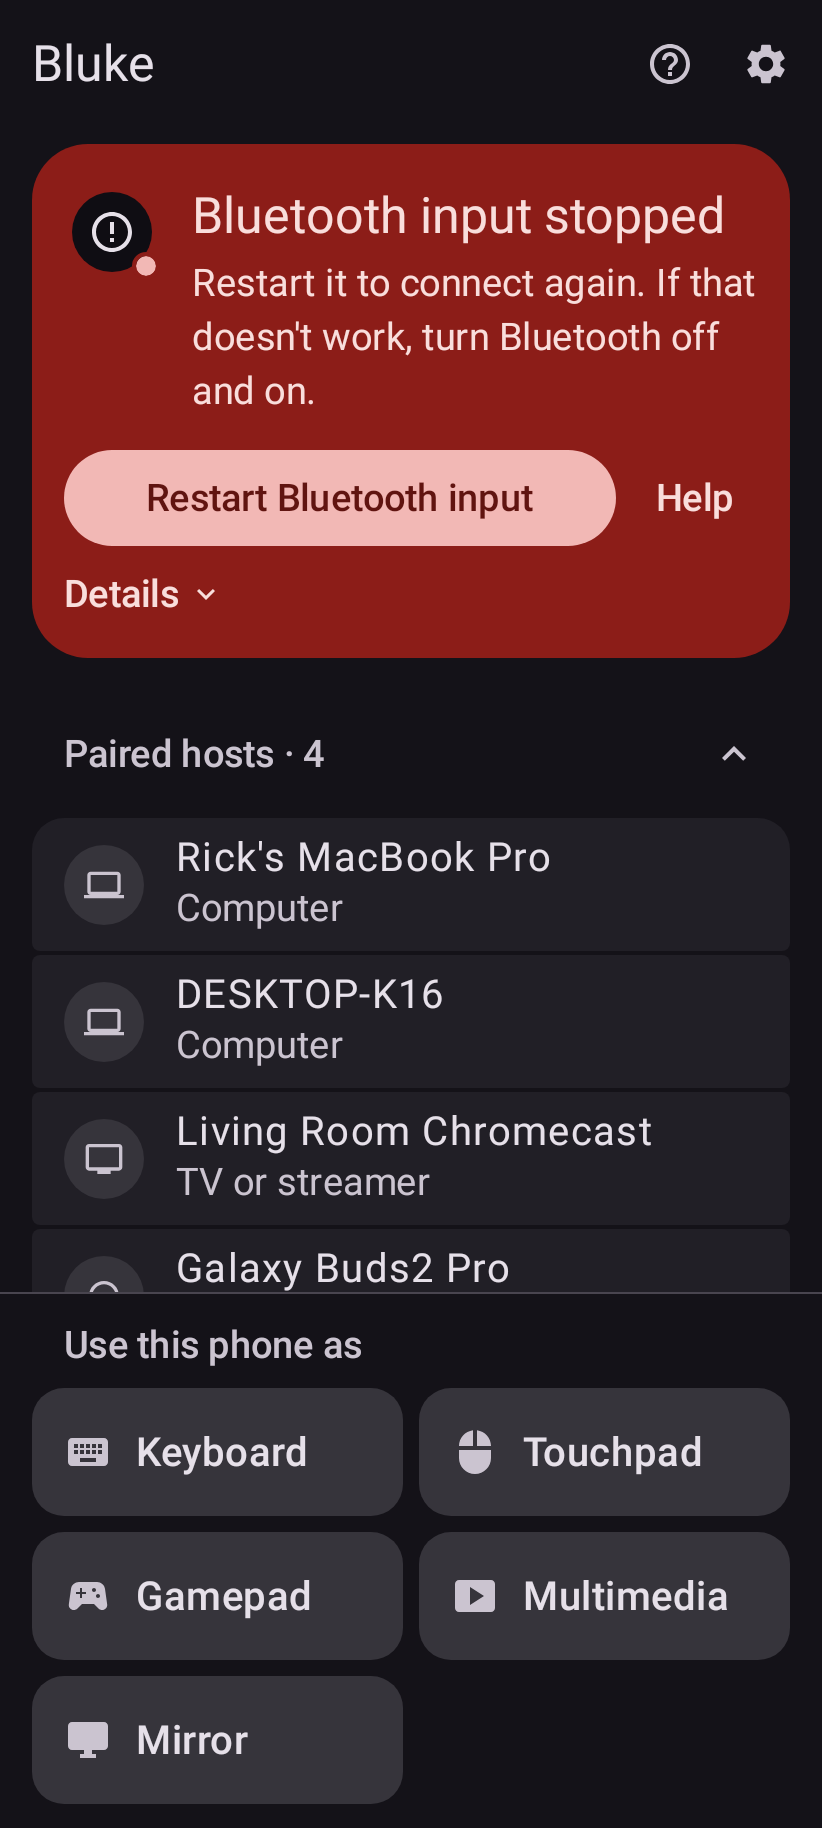 Bluke
Bluetooth input stopped
Restart it to connect again. If that
doesn't work, turn Bluetooth off
and on.
Restart Bluetooth input
Help
Details
Paired hosts · 4
Rick's MacBook Pro
Computer
DESKTOP-K16
Computer
Living Room Chromecast
TV or streamer
Galaxy Buds2 Pro
Use this phone as
Keyboard
Touchpad
Gamepad
Multimedia
Mirror